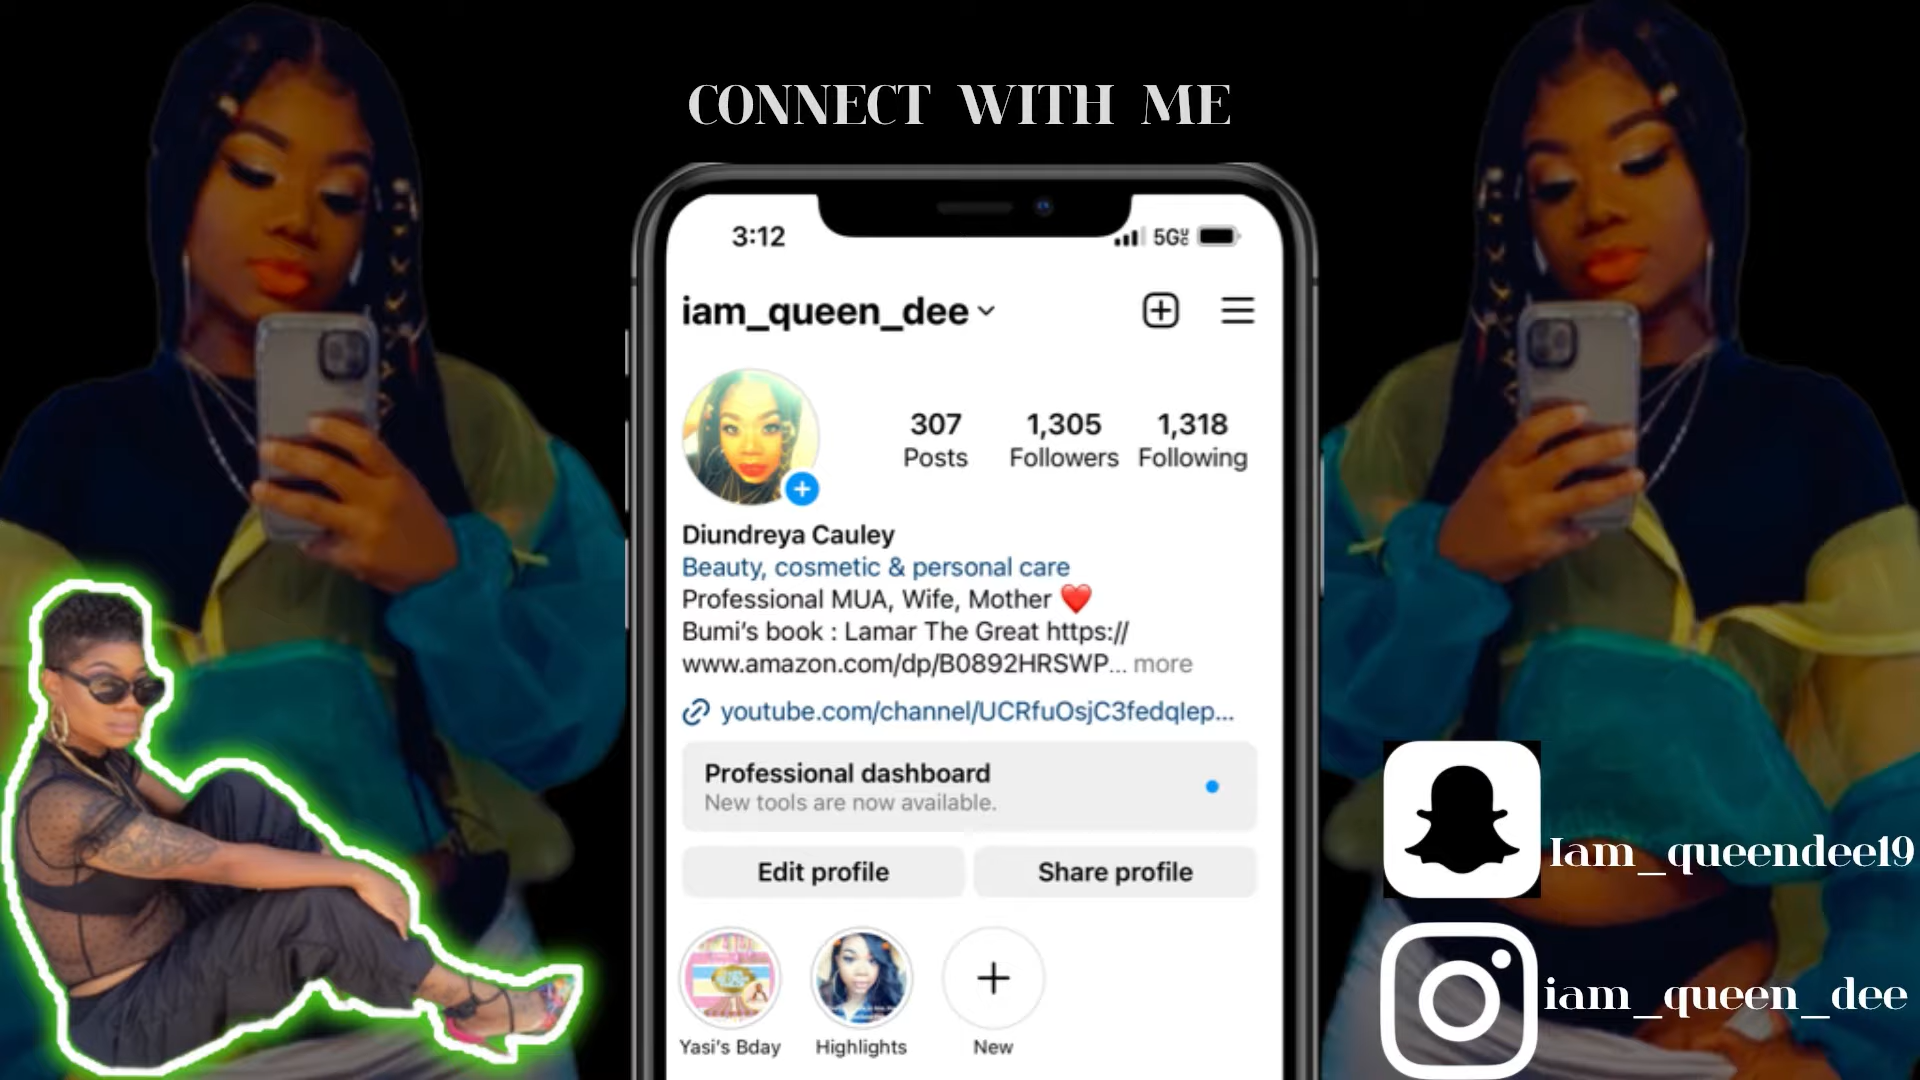 CONNECT WITH ME
3:12
5G
iam_queen_dee
307 1,305 1,318
Posts Followers Following
Diundreya Cauley
Beauty, cosmetic & personal care
Professional MUA, Wife, Mother ❤️
Bumi's book : Lamar The Great https://
www.amazon.com/dp/B0892HRSWP... more
youtube.com/channel/UCRfuOsjC3fedqIep...
Professional dashboard
New tools are now available.
Edit profile Share profile
Yasi's Bday Highlights New
Iam_queendee19
iam_queen_dee